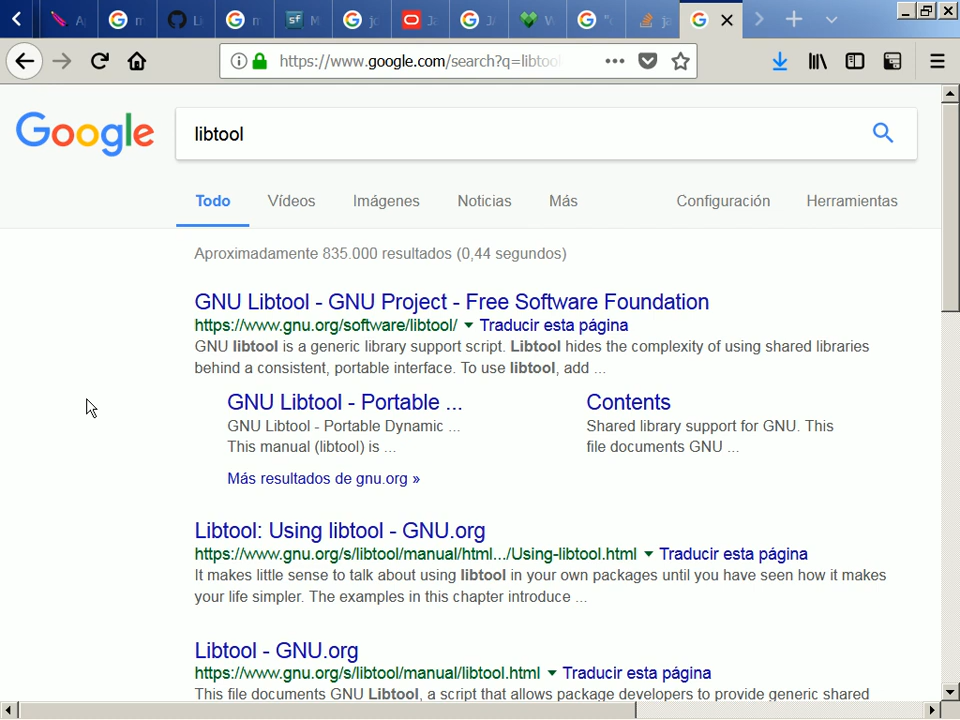 https://www.google.com/search?q=libtool
Google
libtool
Todo
Vídeos
Imágenes
Noticias
Más
Configuración
Herramientas
Aproximadamente 835.000 resultados (0,44 segundos)
GNU Libtool - GNU Project - Free Software Foundation
https://www.gnu.org/software/libtool/ Traducir esta página
GNU libtool is a generic library support script. Libtool hides the complexity of using shared libraries
behind a consistent, portable interface. To use libtool, add ...
GNU Libtool - Portable ...
GNU Libtool - Portable Dynamic ...
This manual (libtool) is ...
Contents
Shared library support for GNU. This
file documents GNU ...
Más resultados de gnu.org »
Libtool: Using libtool - GNU.org
https://www.gnu.org/s/libtool/manual/html.../Using-libtool.html Traducir esta página
It makes little sense to talk about using libtool in your own packages until you have seen how it makes
your life simpler. The examples in this chapter introduce ...
Libtool - GNU.org
https://www.gnu.org/s/libtool/manual/libtool.html Traducir esta página
This file documents GNU Libtool, a script that allows package developers to provide generic shared